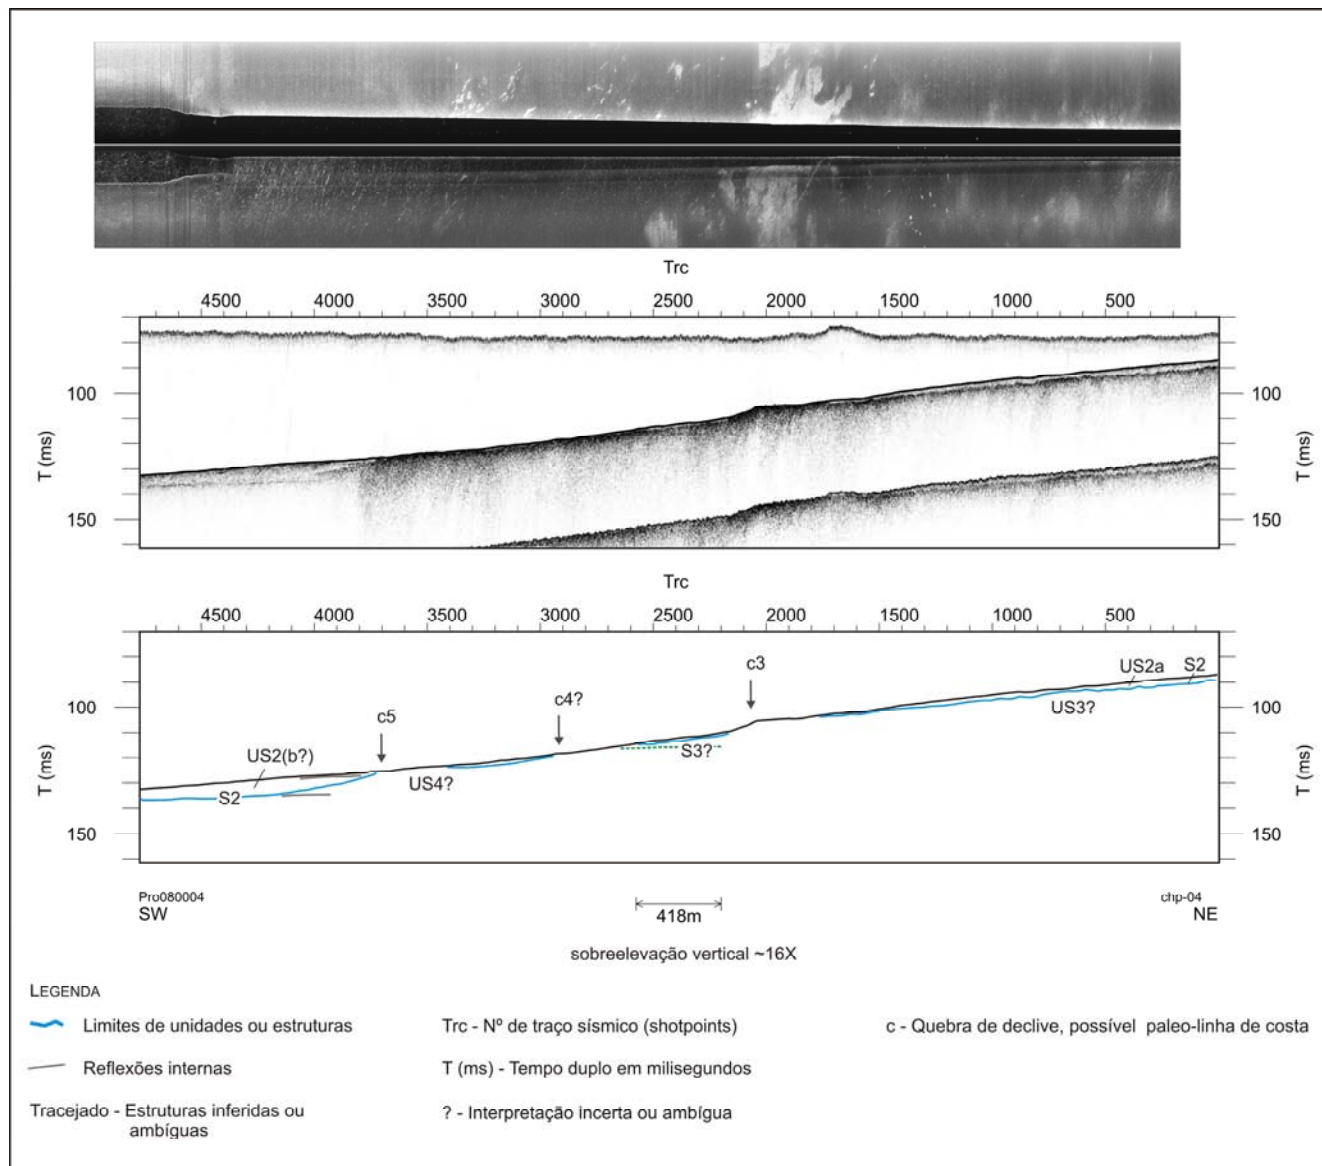 Trc
4500 4000 3500 3000 2500 2000 1500 1000 500
100 100
T (ms) T (ms)
150 150
Trc
4500 4000 3500 3000 2500 2000 1500 1000 500
c3 US2a S2
100 c4? 100
c5 US3?
US2(b?) S3?
T (ms) US4? T (ms)
S2
150 150
Pro080004 chp-04
SW 418m NE
sobreelevação vertical ~16X
LEGENDA
Limites de unidades ou estruturas Trc - Nº de traço sísmico (shotpoints) c - Quebra de declive, possível paleo-linha de costa
Reflexões internas T (ms) - Tempo duplo em milisegundos
Tracejado - Estruturas inferidas ou ? - Interpretação incerta ou ambígua
ambíguas